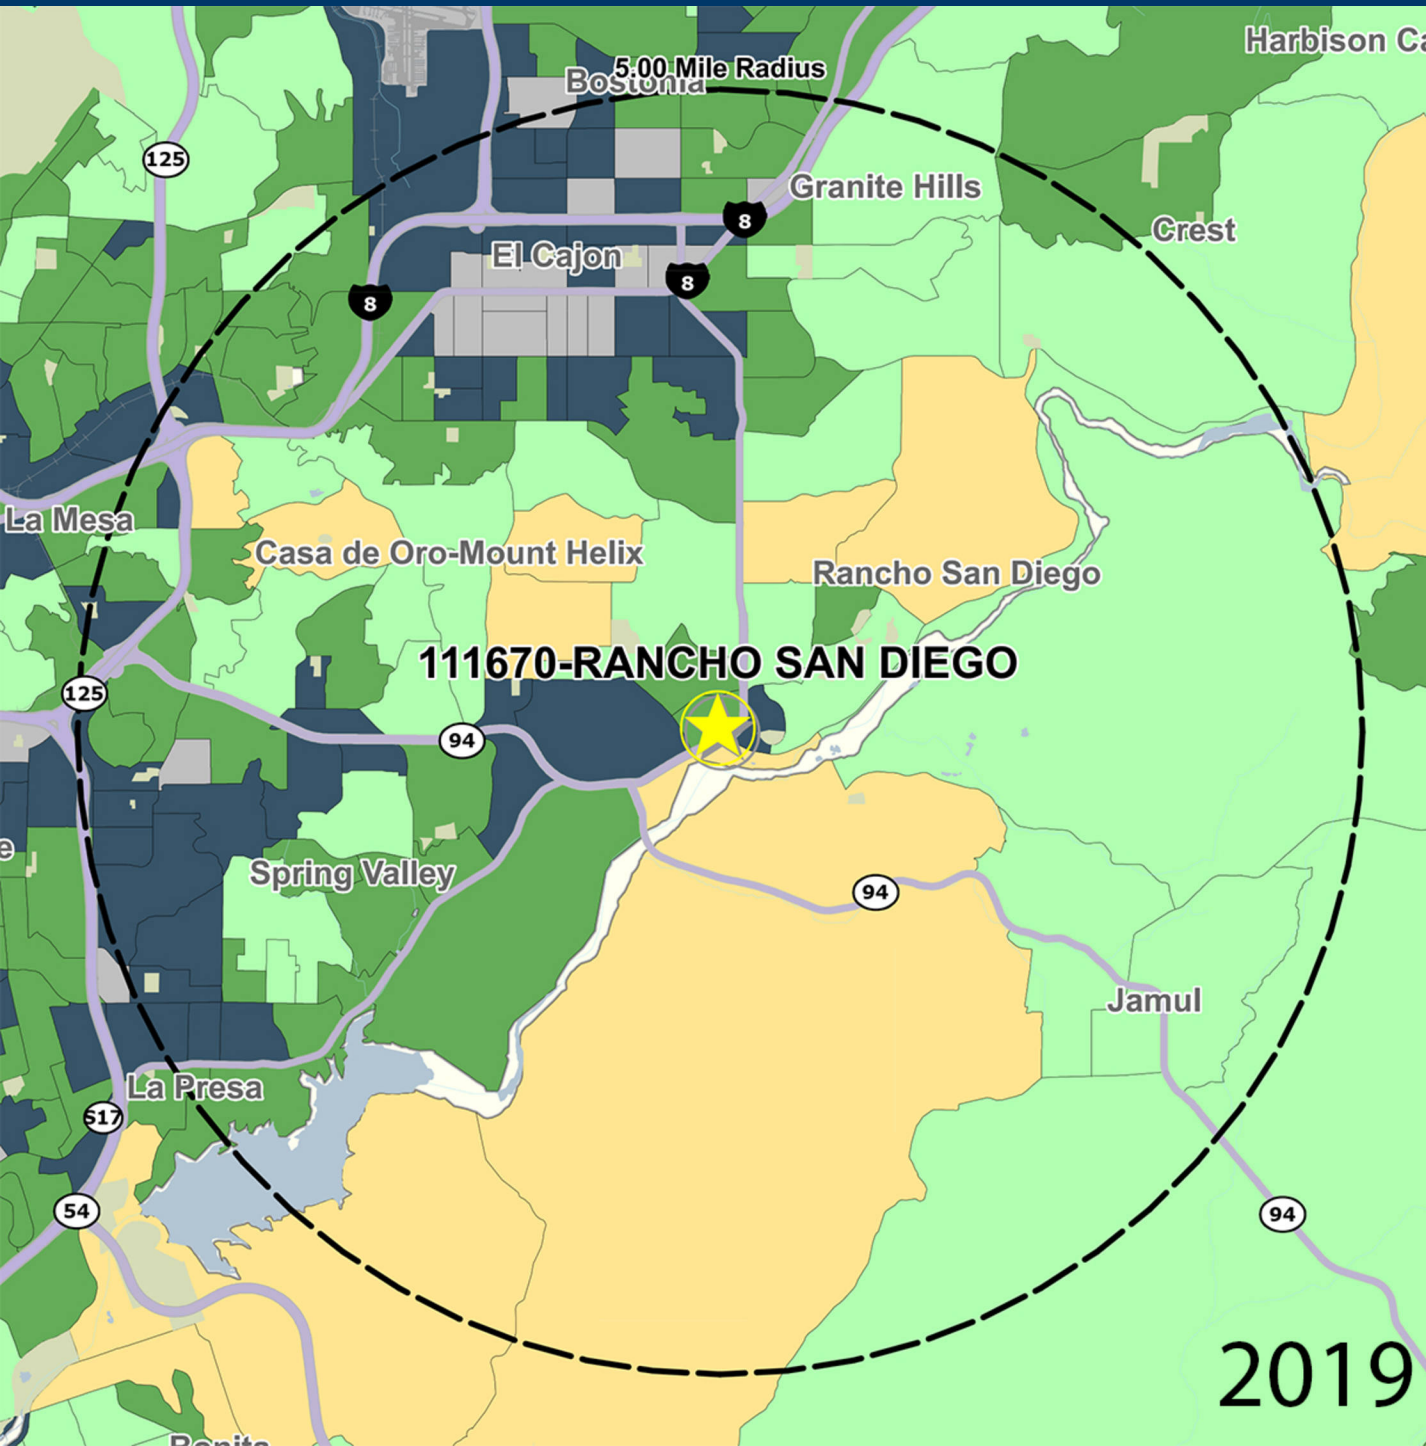 Harbison Ca
5.00 Mile Radius
Bostonia
125
Granite Hills
8
Crest
El Cajon
8
8
La Mesa
Casa de Oro-Mount Helix
Rancho San Diego
111670-RANCHO SAN DIEGO
125
94
e
Spring Valley
94
Jamul
La Presa
S17
54
94
2019
Bonita